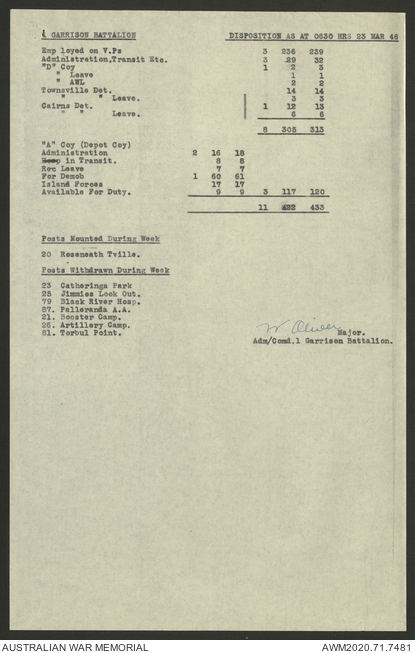 1 GARRISON BATTALION DISPOSITION AS AT 0630 HRS 23 MAR 46
Emp loyed on V.Ps 3 236 239
Administration,Transit Etc. 3 29 32
"D" Coy 1 2 3
" Leave 1 1
" AWL 2 2
Townsville Det. 14 14
" " Leave. 3 3
Cairns Det. 1 12 13
" " Leave. 6 6
8 305 313
"A" Coy (Depot Coy)
Administration 2 16 18
in Transit. 8 8
Rec Leave 7 7
For Demob 1 60 61
Island Forces 17 17
Available For Duty. 9 9 3 117 120
11 422 433
Posts Mounted During Week
20 Roseneath Tville.
Posts Withdrawn During Week
23 Catheringa Park
25 Jimmies Look Out.
79 Black River Hosp.
87. Pallaranda A.A.
21. Booster Camp.
26. Artillery Camp.
81. Torbul Point.
W Oliver Major.
Adm/Comd.1 Garrison Battalion.
AUSTRALIAN WAR MEMORIAL AWM2020.71.7481